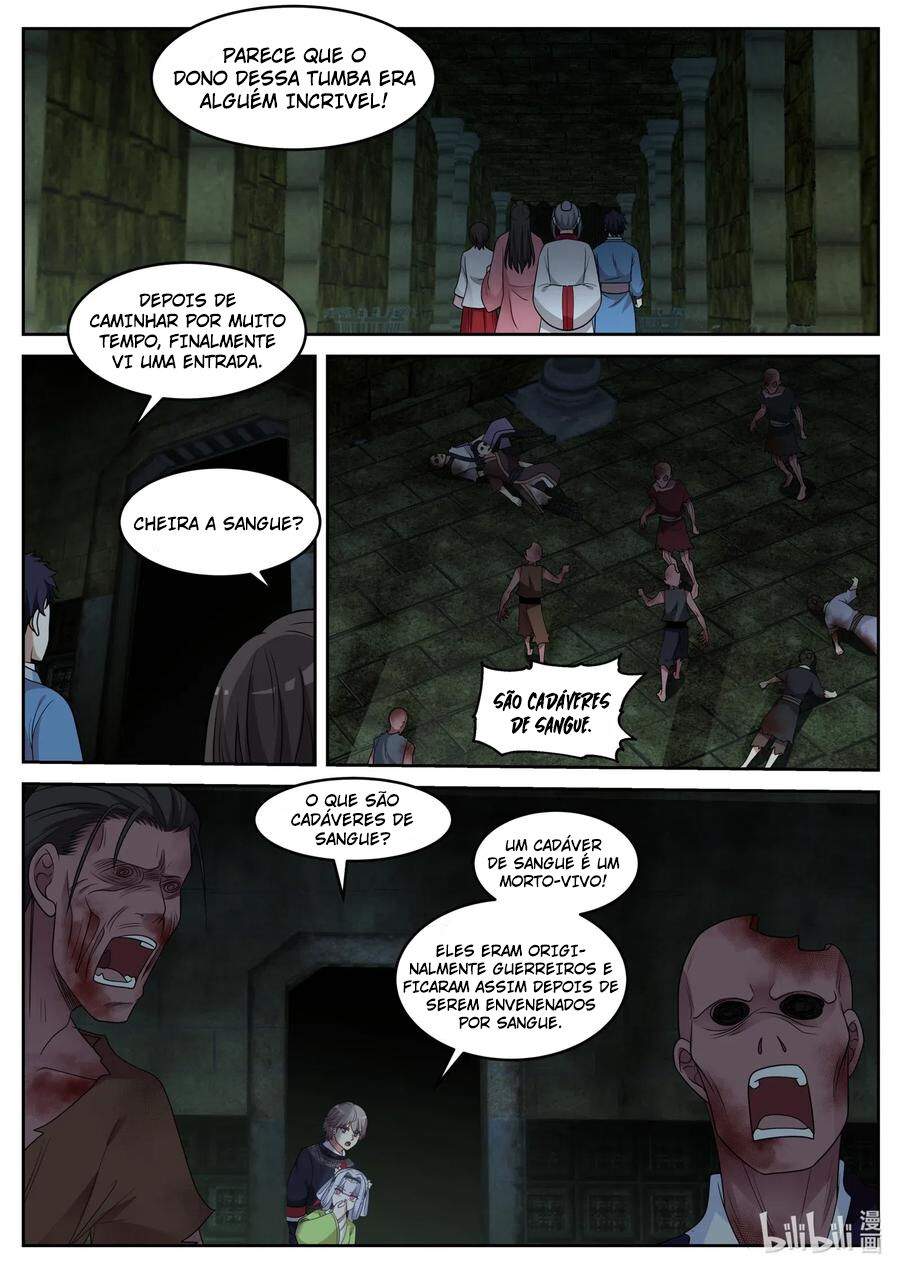 PARECE QUE O
DONO DESSA TUMBA ERA
ALGUÉM INCRIVEL!
DEPOIS DE
CAMINHAR POR MUITO
TEMPO, FINALMENTE
VI UMA ENTRADA.
CHEIRA A SANGUE?
SÃO CADÁVERES
DE SANGUE.
O QUE SÃO
CADÁVERES DE
SANGUE?
UM CADÁVER
DE SANGUE É UM
MORTO-VIVO!
ELES ERAM ORIGI-
NALMENTE GUERREIROS E
FICARAM ASSIM DEPOIS DE
SEREM ENVENENADOS
POR SANGUE.
bilibili 漫画